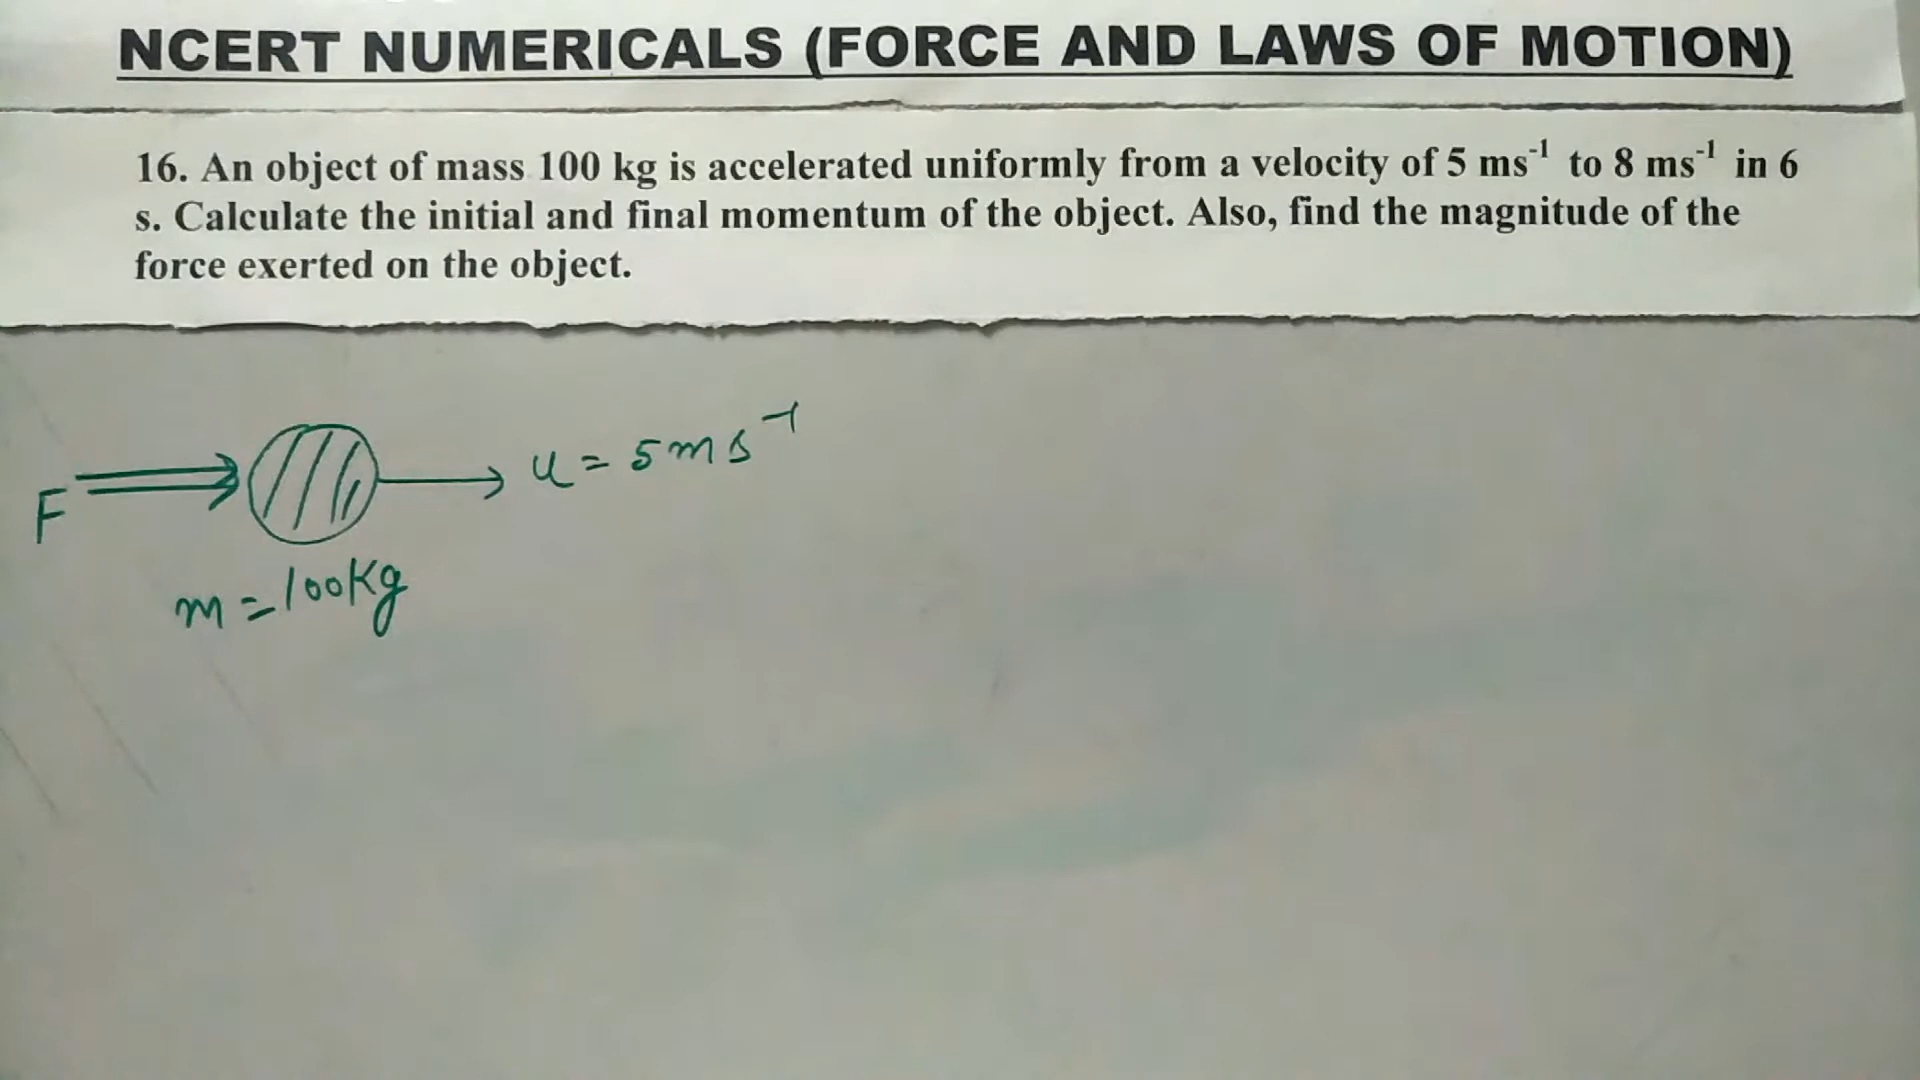 NCERT NUMERICALS (FORCE AND LAWS OF MOTION)
16. An object of mass 100 kg is accelerated uniformly from a velocity of 5 ms⁻¹ to 8 ms⁻¹ in 6
s. Calculate the initial and final momentum of the object. Also, find the magnitude of the
force exerted on the object.
u = 5 m s⁻¹
F
m = 100 Kg